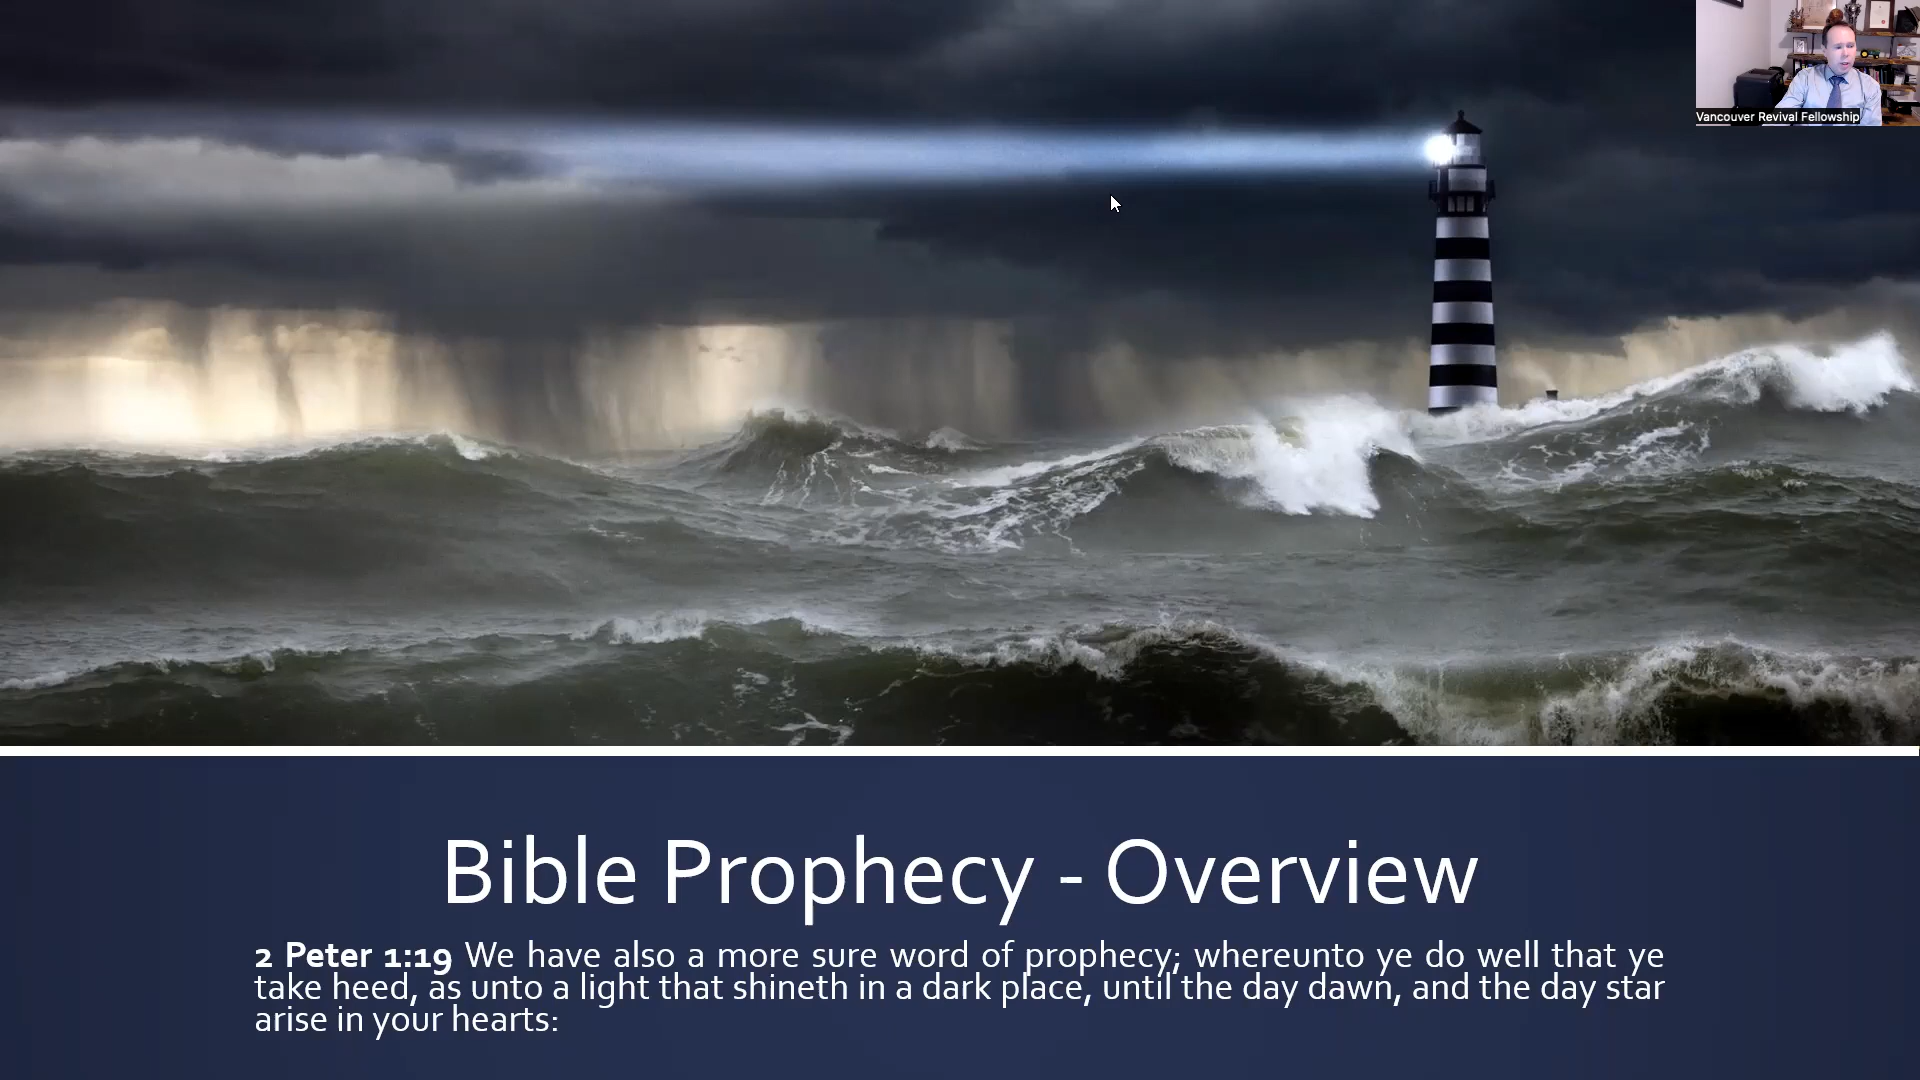 Vancouver Revival Fellowship
Bible Prophecy - Overview
2 Peter 1:19 We have also a more sure word of prophecy; whereunto ye do well that ye
take heed, as unto a light that shineth in a dark place, until the day dawn, and the day star
arise in your hearts: